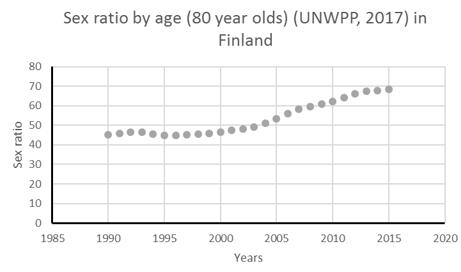 Sex ratio by age (80 year olds) (UNWPP, 2017) in
Finland
80
70
60
50
40
30
20
10
0
Sex ratio
1985 1990 1995 2000 2005 2010 2015 2020
Years